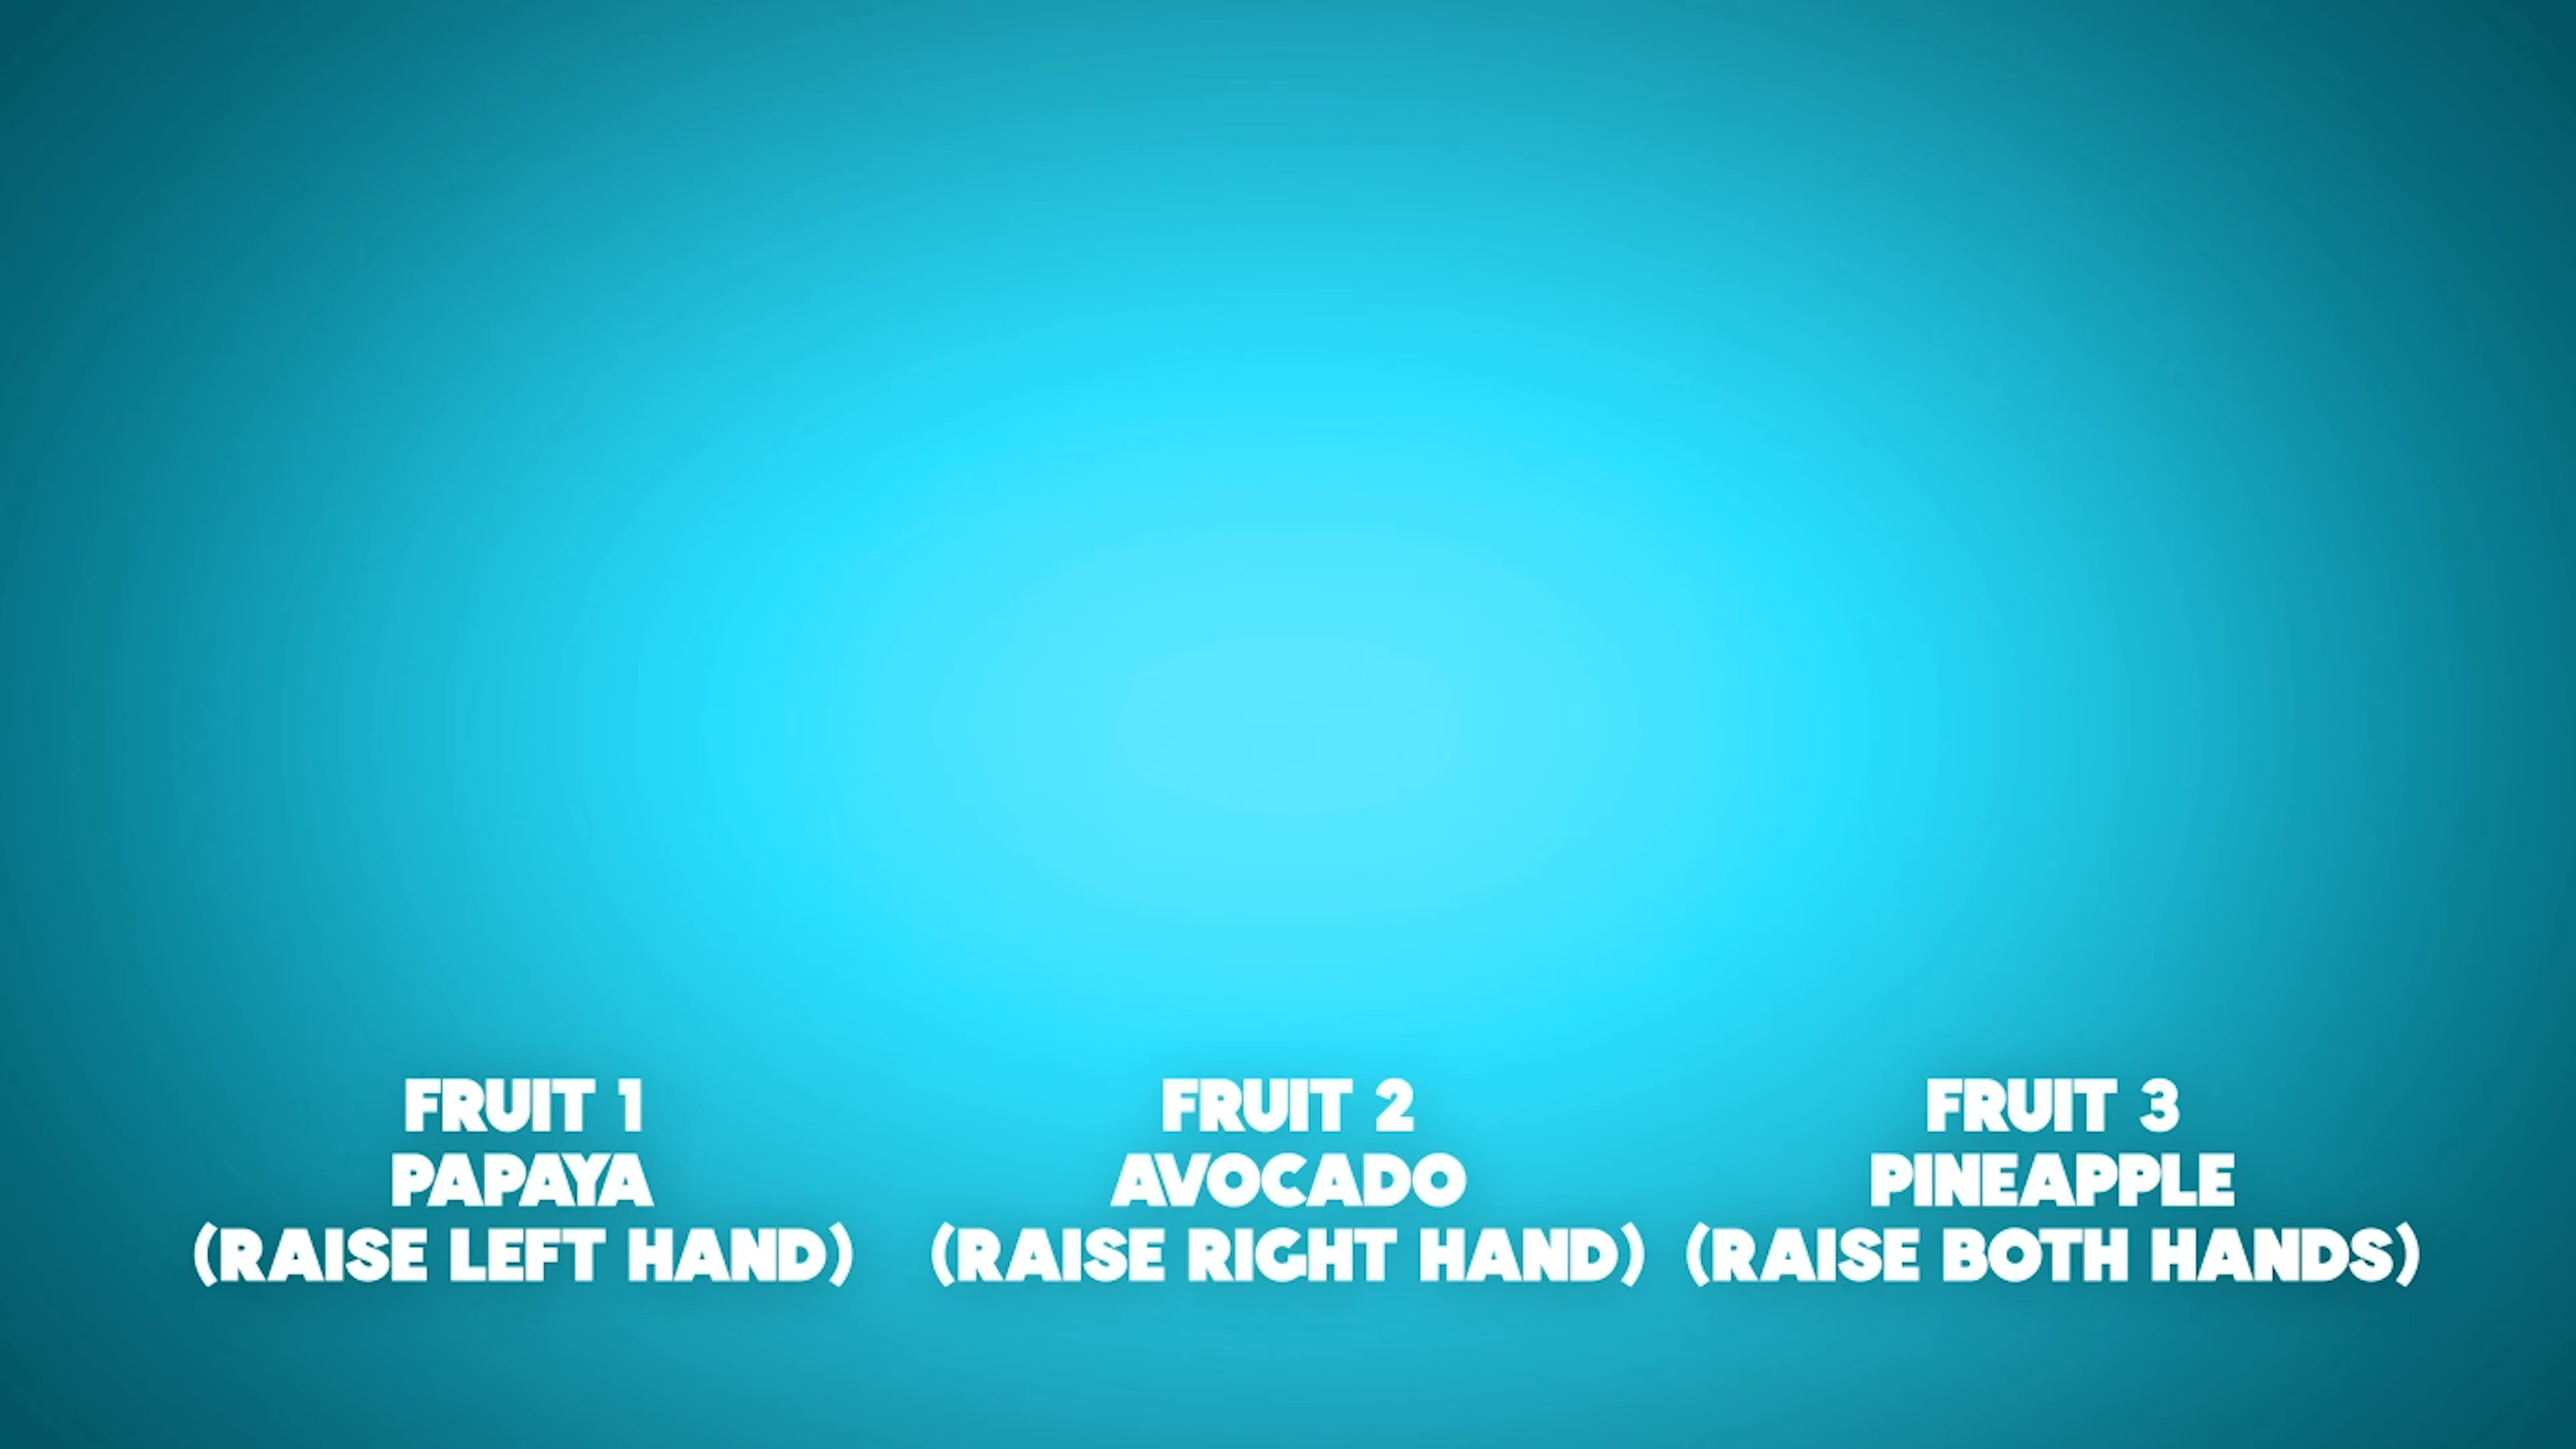 FRUIT 1
PAPAYA
(RAISE LEFT HAND)
FRUIT 2
AVOCADO
(RAISE RIGHT HAND)
FRUIT 3
PINEAPPLE
(RAISE BOTH HANDS)